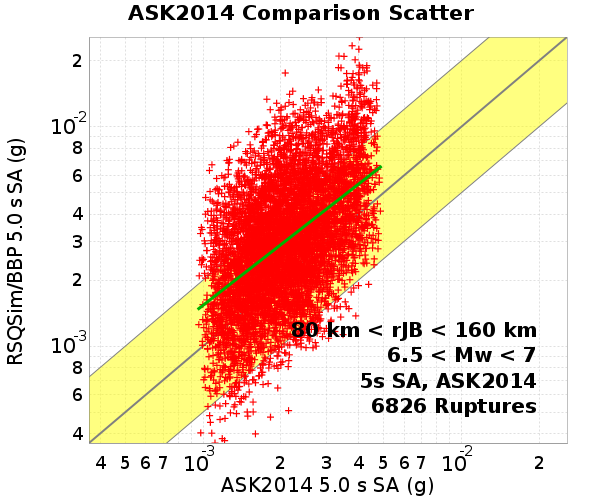 ASK2014 Comparison Scatter
RSQSim/BBP 5.0 s SA (g)
2
10-2
8
6
4
3
2
10-3
8
6
4
80 km < rJB < 160 km
6.5 < Mw < 7
5s SA, ASK2014
6826 Ruptures
4 5 6 7 10-3 2 3 4 5 6 7 10-2 2
ASK2014 5.0 s SA (g)